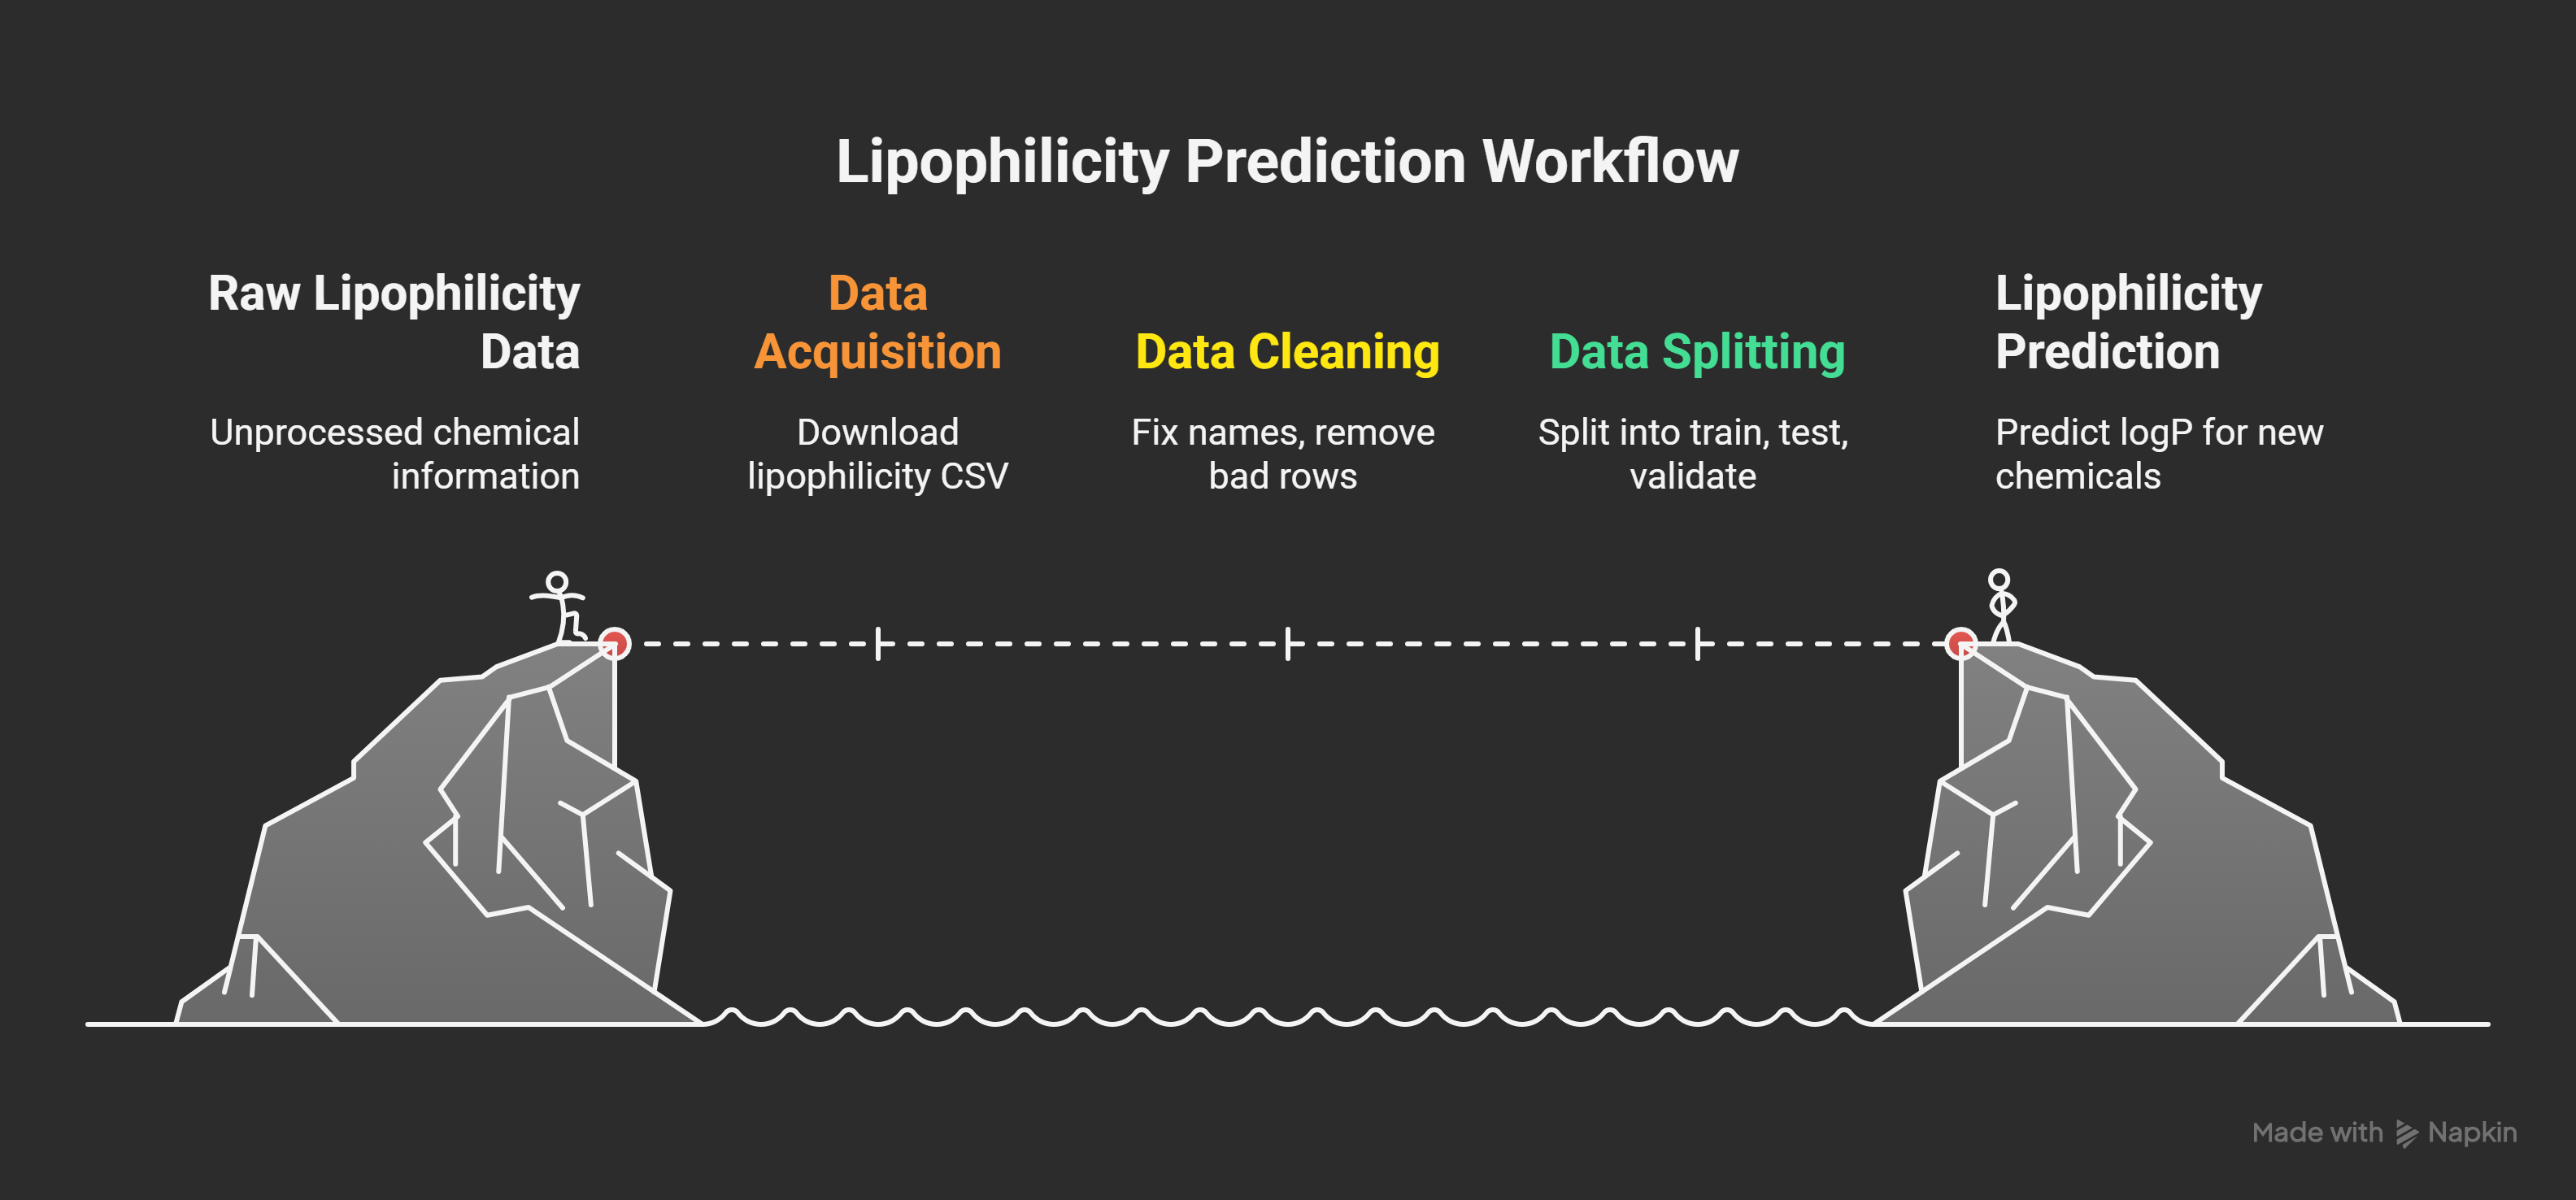 Lipophilicity Prediction Workflow
Raw Lipophilicity
Data
Unprocessed chemical
information
Data
Acquisition
Download
lipophilicity CSV
Data Cleaning
Fix names, remove
bad rows
Data Splitting
Split into train, test,
validate
Lipophilicity
Prediction
Predict logP for new
chemicals
Made with Napkin